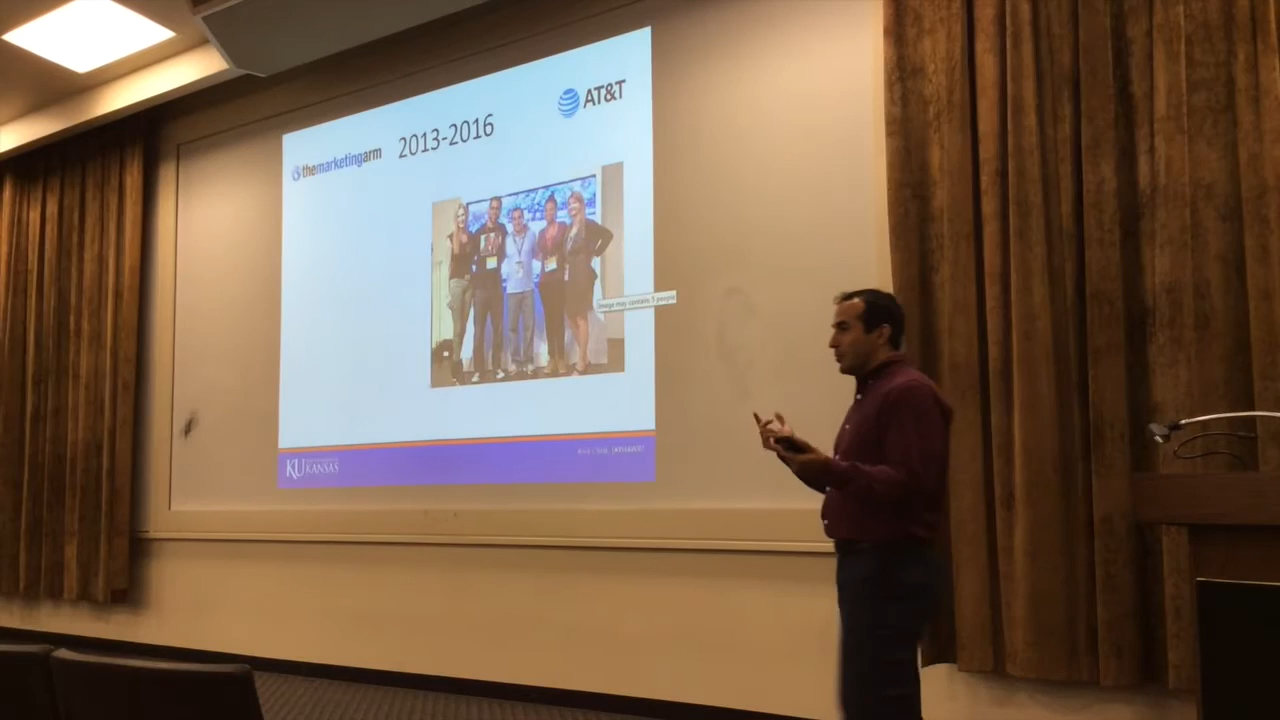 AT&T
themarketingarm
2013-2016
Image may contain: 5 people
KU
KANSAS